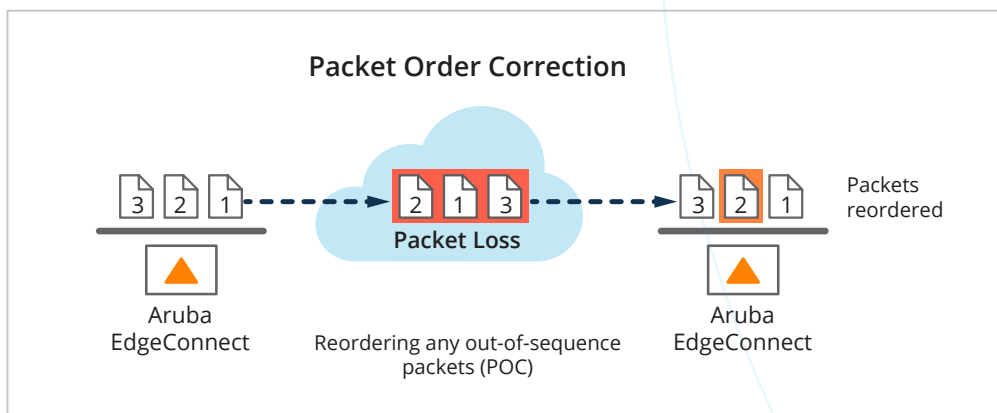 Packet Order Correction
3 2 1
2 1 3
3 2 1
Packets
reordered
Packet Loss
Aruba
EdgeConnect
Reordering any out-of-sequence
packets (POC)
Aruba
EdgeConnect